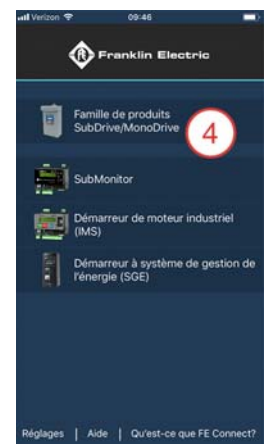 Verizon 09:46
Franklin Electric
Famille de produits
SubDrive/MonoDrive
4
SubMonitor
Démarreur de moteur industriel
(IMS)
Démarreur à système de gestion de
l'énergie (SGE)
Réglages | Aide | Qu'est-ce que FE Connect?